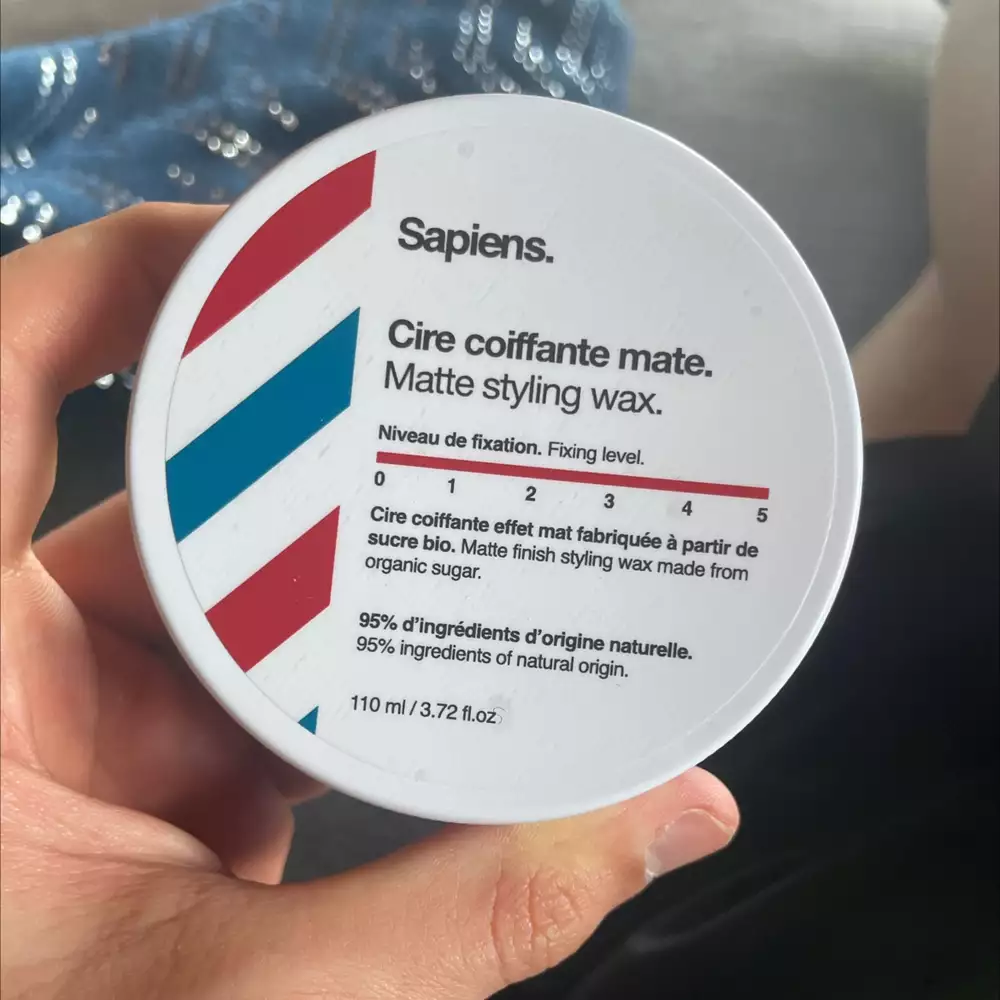 Sapiens.
Cire coiffante mate.
Matte styling wax.
Niveau de fixation. Fixing level.
0 1 2 3 4 5
Cire coiffante effet mat fabriquée à partir de
sucre bio. Matte finish styling wax made from
organic sugar.
95% d'ingrédients d'origine naturelle.
95% ingredients of natural origin.
110 ml / 3.72 fl.oz